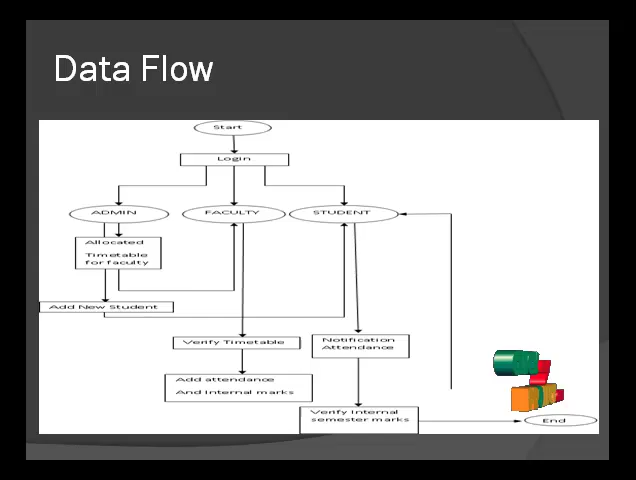 Data Flow
Start
Login
ADMIN
FACULTY
STUDENT
Allocated
Timetable
for faculty
Add New Student
Verify Timetable
Notification
Attendance
Add attendance
And Internal marks
Verify Internal
semester marks
End